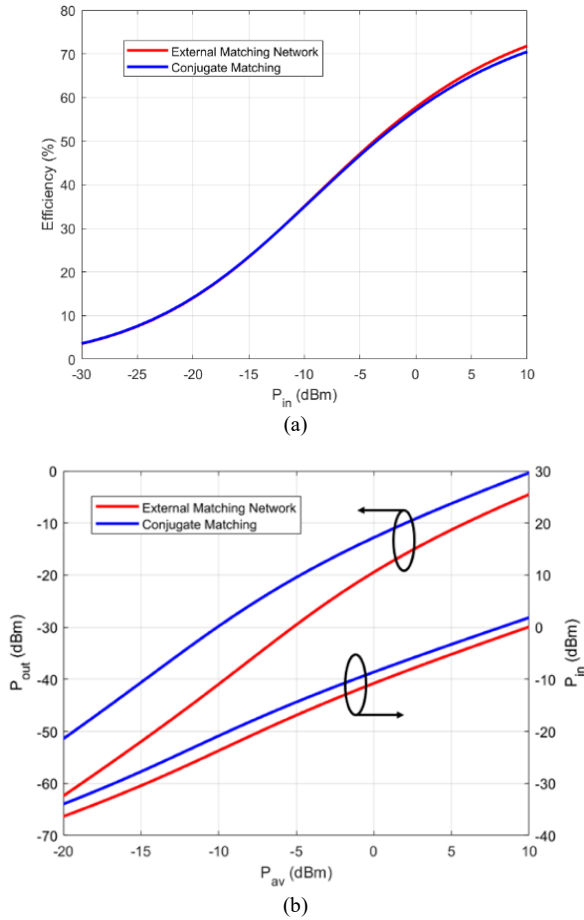 80
70
60
50
40
30
20
10
0
Efficiency (%)
External Matching Network
Conjugate Matching
-30 -25 -20 -15 -10 -5 0 5 10
P_in (dBm)
(a)
0
-10
-20
-30
-40
-50
-60
-70
P_out (dBm)
External Matching Network
Conjugate Matching
30
20
10
0
-10
-20
-30
-40
P_in (dBm)
-20 -15 -10 -5 0 5 10
P_av (dBm)
(b)